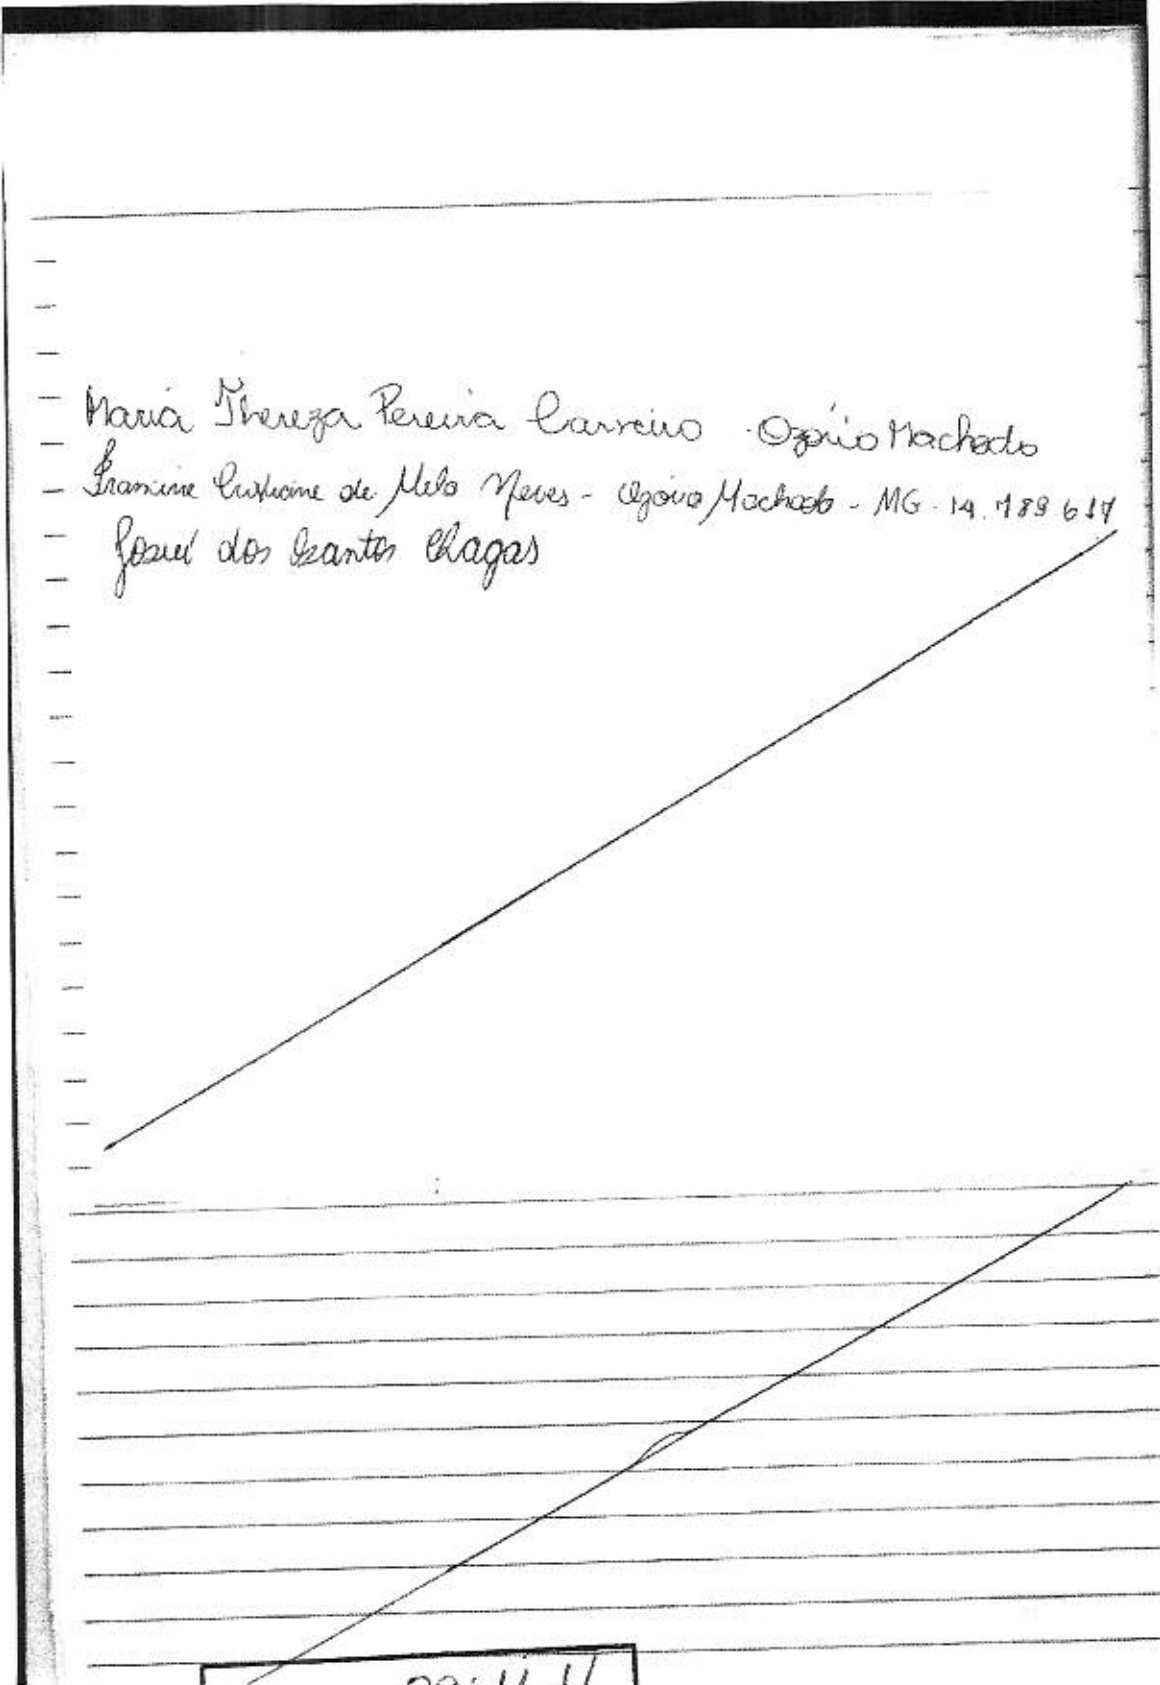 Maria Thereza Pereira Carneiro Ozório Machado
Francine Cristiane de Melo Neves - Ozório Machado - MG - 14.789.617
Josué dos Santos Chagas